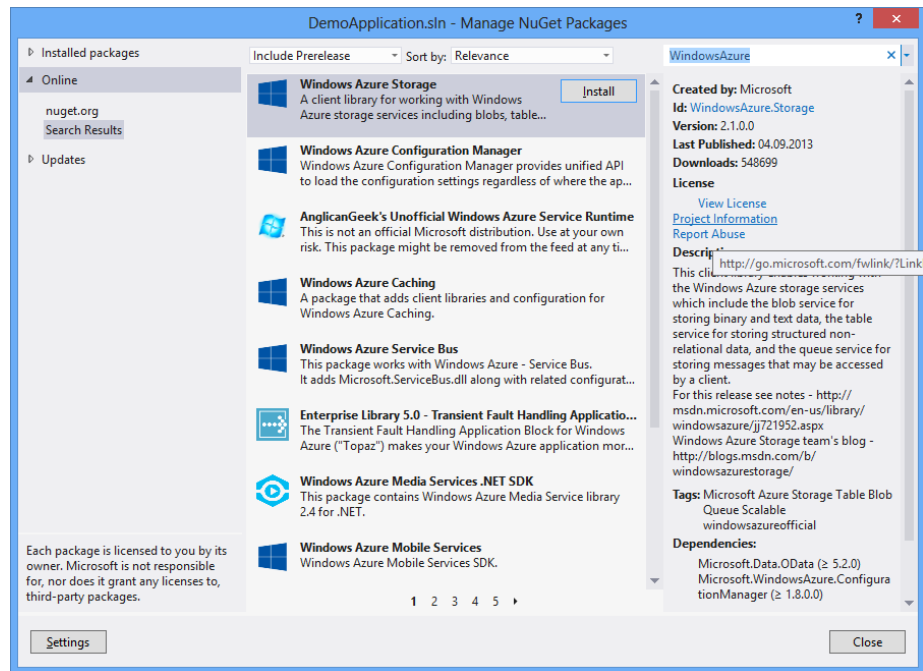 DemoApplication.sln - Manage NuGet Packages
?
×
Installed packages
Online
nuget.org
Search Results
Updates
Each package is licensed to you by its
owner. Microsoft is not responsible
for, nor does it grant any licenses to,
third-party packages.
Settings
Include Prerelease
Sort by: Relevance
Windows Azure Storage
A client library for working with Windows
Azure storage services including blobs, table...
Install
Windows Azure Configuration Manager
Windows Azure Configuration Manager provides unified API
to load the configuration settings regardless of where the ap...
AnglicanGeek's Unofficial Windows Azure Service Runtime
This is not an official Microsoft distribution. Use at your own
risk. This package might be removed from the feed at any ti...
Windows Azure Caching
A package that adds client libraries and configuration for
Windows Azure Caching.
Windows Azure Service Bus
This package works with Windows Azure - Service Bus.
It adds Microsoft.ServiceBus.dll along with related configurat...
Enterprise Library 5.0 - Transient Fault Handling Applicatio...
The Transient Fault Handling Application Block for Windows
Azure ("Topaz") makes your Windows Azure application mor...
Windows Azure Media Services .NET SDK
This package contains Windows Azure Media Service library
2.4 for .NET.
Windows Azure Mobile Services
Windows Azure Mobile Services SDK.
1 2 3 4 5
WindowsAzure
×
Created by: Microsoft
Id: WindowsAzure.Storage
Version: 2.1.0.0
Last Published: 04.09.2013
Downloads: 548699
License
View License
Project Information
Report Abuse
http://go.microsoft.com/fwlink/?Link
This client library enables working with
the Windows Azure storage services
which include the blob service for
storing binary and text data, the table
service for storing structured non-
relational data, and the queue service for
storing messages that may be accessed
by a client.
For this release see notes - http://
msdn.microsoft.com/en-us/library/
windowsazure/jj721952.aspx
Windows Azure Storage team's blog -
http://blogs.msdn.com/b/
windowsazurestorage/
Tags: Microsoft Azure Storage Table Blob
Queue Scalable
windowsazureofficial
Dependencies:
Microsoft.Data.OData (≥ 5.2.0)
Microsoft.WindowsAzure.Configura
tionManager (≥ 1.8.0.0)
Close